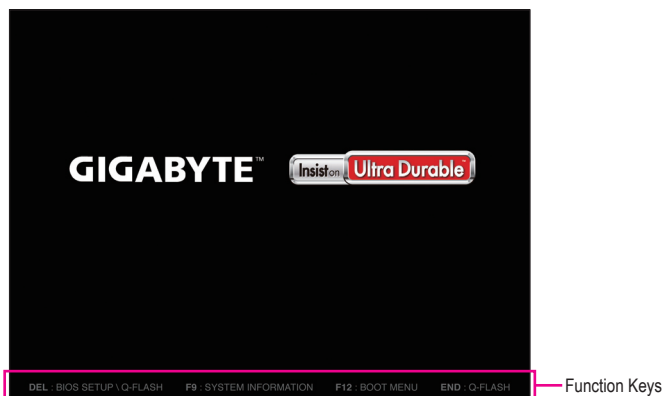 GIGABYTE™ Insist on Ultra Durable™
DEL : BIOS SETUP \ Q-FLASH F9 : SYSTEM INFORMATION F12 : BOOT MENU END : Q-FLASH
Function Keys